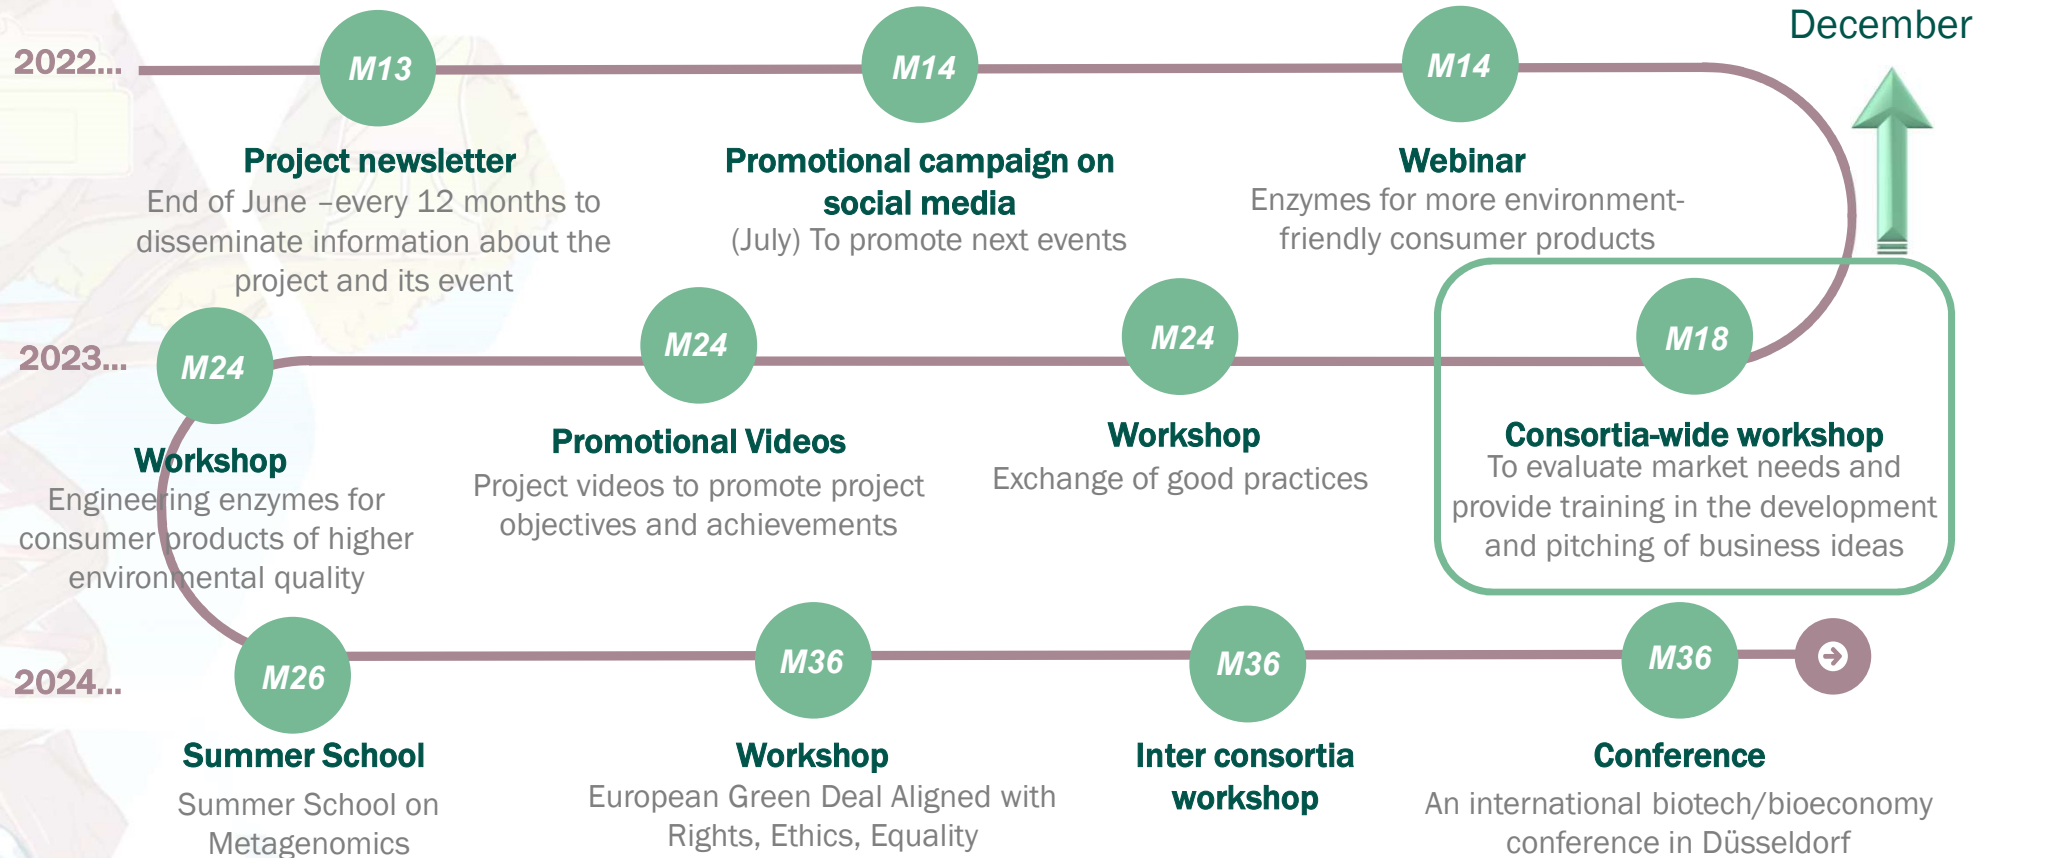 December
2022...
M13
M14
M14
Project newsletter
End of June –every 12 months to
disseminate information about the
project and its event
Promotional campaign on
social media
(July) To promote next events
Webinar
Enzymes for more environment-
friendly consumer products
2023...
M24
M24
M24
M18
Workshop
Engineering enzymes for
consumer products of higher
environmental quality
Promotional Videos
Project videos to promote project
objectives and achievements
Workshop
Exchange of good practices
Consortia-wide workshop
To evaluate market needs and
provide training in the development
and pitching of business ideas
2024...
M26
M36
M36
M36
Summer School
Summer School on
Metagenomics
Workshop
European Green Deal Aligned with
Rights, Ethics, Equality
Inter consortia
workshop
Conference
An international biotech/bioeconomy
conference in Düsseldorf